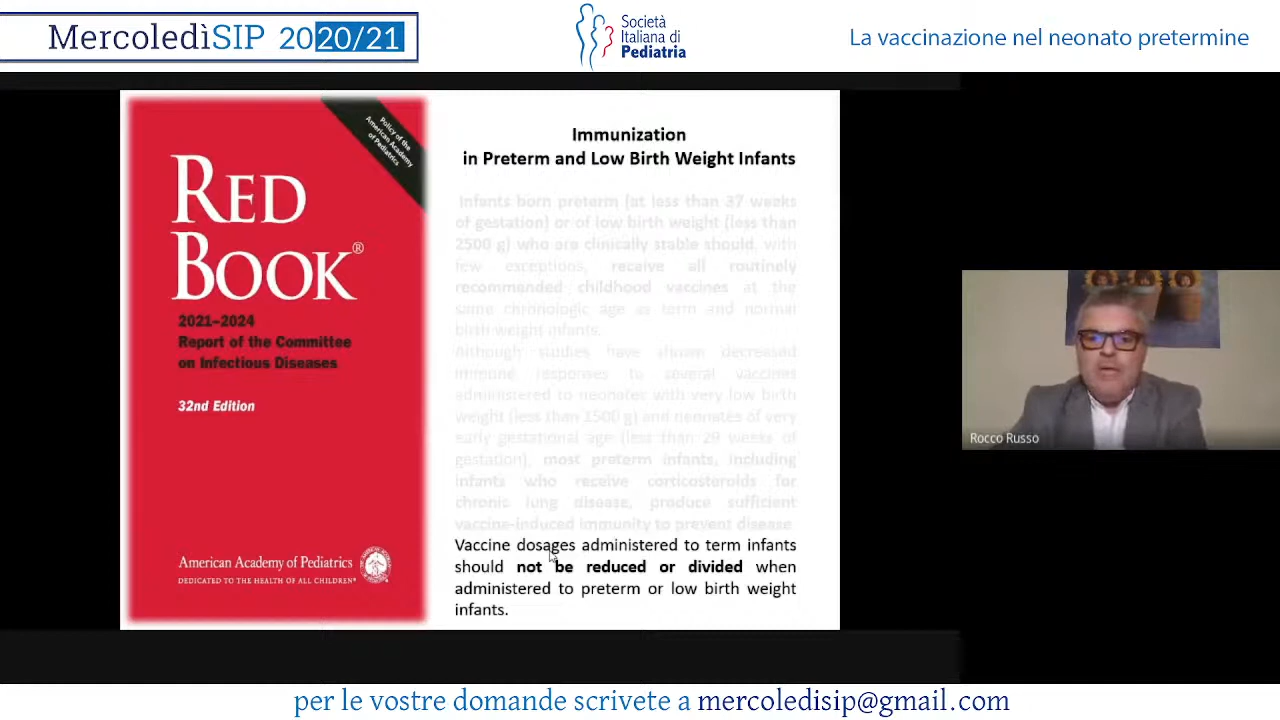 MercoledìSIP 2020/21
Società
Italiana di
Pediatria
La vaccinazione nel neonato pretermine
Policy of the
American Academy
of Pediatrics
RED
BOOK®
2021–2024
Report of the Committee
on Infectious Diseases
32nd Edition
American Academy of Pediatrics
DEDICATED TO THE HEALTH OF ALL CHILDREN®
Immunization
in Preterm and Low Birth Weight Infants
Infants born preterm (at less than 37 weeks
of gestation) or of low birth weight (less than
2500 g) who are clinically stable should, with
few exceptions, receive all routinely
recommended childhood vaccines at the
same chronologic age as term and normal
birth weight infants.
Although studies have shown decreased
immune responses to several vaccines
administered to neonates with very low birth
weight (less than 1500 g) and neonates of very
early gestational age (less than 29 weeks of
gestation), most preterm infants, including
infants who receive corticosteroids for
chronic lung disease, produce sufficient
vaccine-induced immunity to prevent disease
Vaccine dosages administered to term infants
should not be reduced or divided when
administered to preterm or low birth weight
infants.
Rocco Russo
per le vostre domande scrivete a mercoledisip@gmail.com